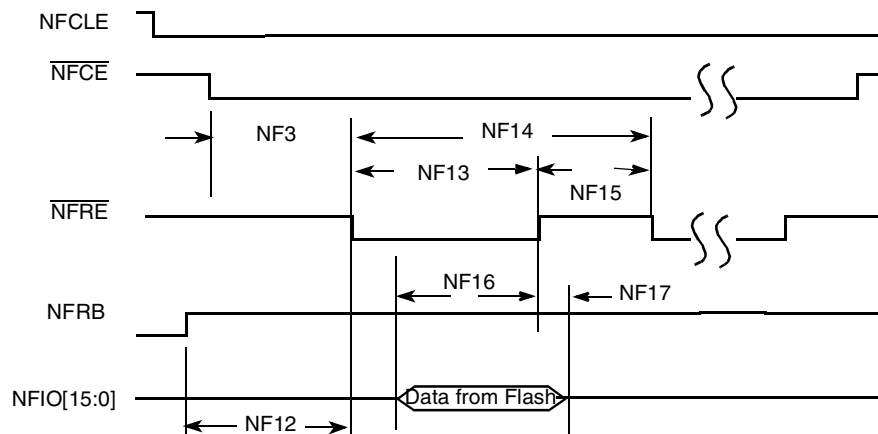 NFCLE
NFCE
NF3
NF14
NF13
NF15
NFRE
NF16
NF17
NFRB
NFIO[15:0]
Data from Flash
NF12